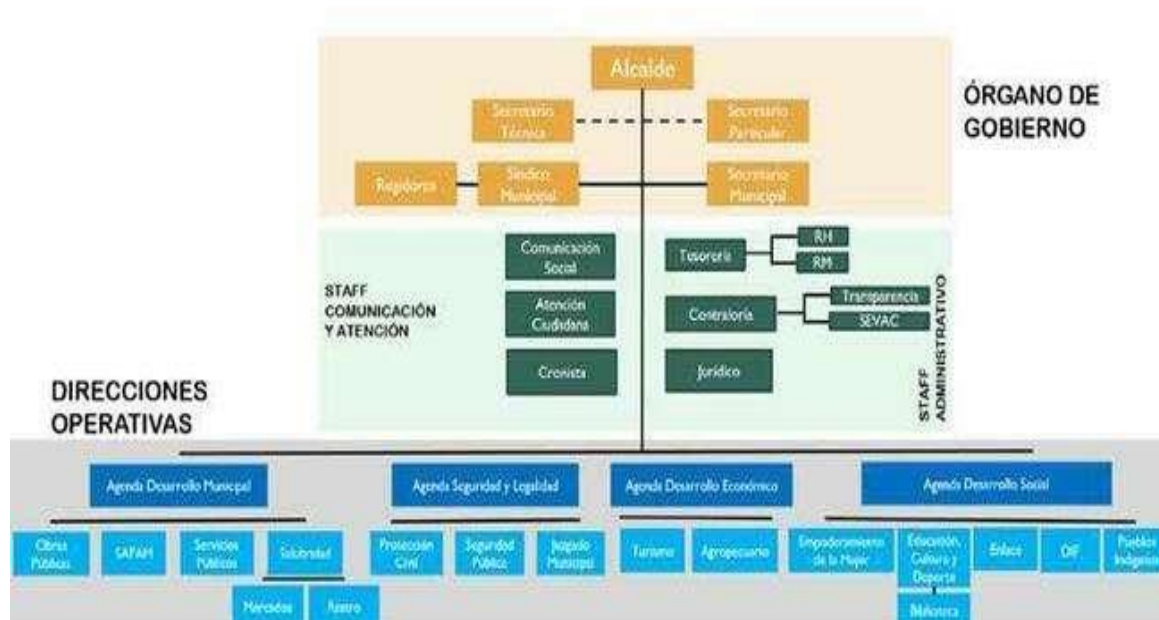 Alcalde
ÓRGANO DE
GOBIERNO
Secretario
Técnico
Secretario
Particular
Regidores
Síndico
Municipal
Secretario
Municipal
STAFF
COMUNICACIÓN
Y ATENCIÓN
Comunicación
Social
Atención
Ciudadana
Cronista
Tesorería
RH
RM
Contraloría
Transparencia
SEVAC
Jurídico
STAFF
ADMINISTRATIVO
DIRECCIONES
OPERATIVAS
Agenda Desarrollo Municipal
Agenda Seguridad y Legalidad
Agenda Desarrollo Económico
Agenda Desarrollo Social
Obras
Públicas
SAPAM
Servicios
Públicos
Salubridad
Mercados
Rastro
Protección
Civil
Seguridad
Pública
Juzgado
Municipal
Turismo
Agropecuario
Empoderamiento
de la Mujer
Educación,
Cultura y
Deporte
Biblioteca
Enlace
DIF
Pueblos
Indígenas